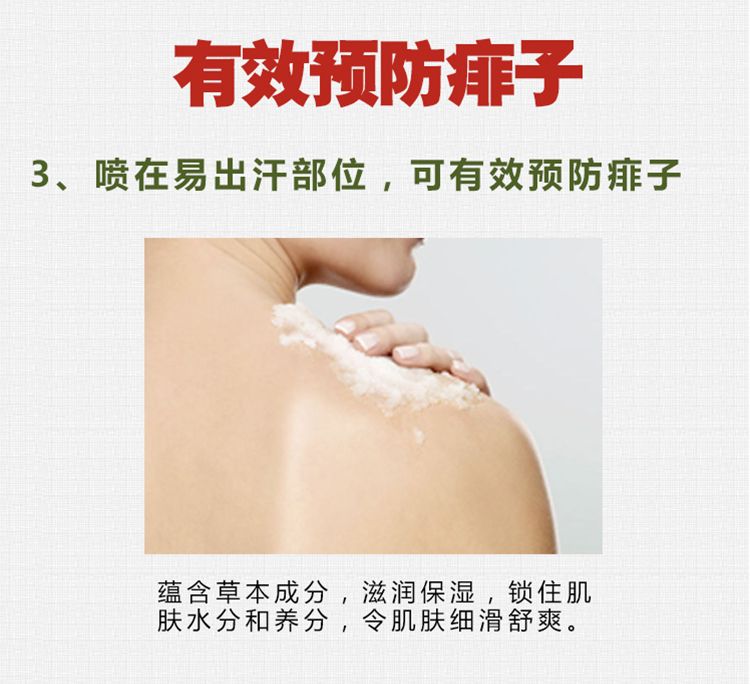 有效预防痱子
3、喷在易出汗部位，可有效预防痱子
蕴含草本成分，滋润保湿，锁住肌
肤水分和养分，令肌肤细滑舒爽。